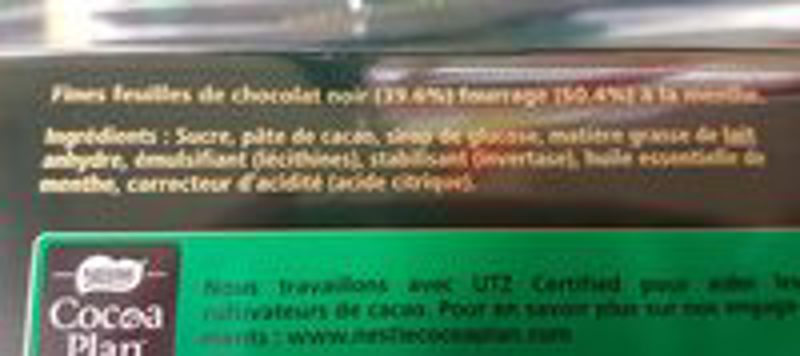 Fines feuilles de chocolat noir (39.6%) fourrage (50.4%) à la menthe.
Ingrédients : Sucre, pâte de cacao, sirop de glucose, matière grasse de lait
anhydre, émulsifiant (lécithines), stabilisant (invertase), huile essentielle de
menthe, correcteur d'acidité (acide citrique).
Nestlé
Cocoa
Plan
Nous travaillons avec UTZ Certified pour aider les
cultivateurs de cacao. Pour en savoir plus sur nos engage-
ments : www.nestlecocoaplan.com